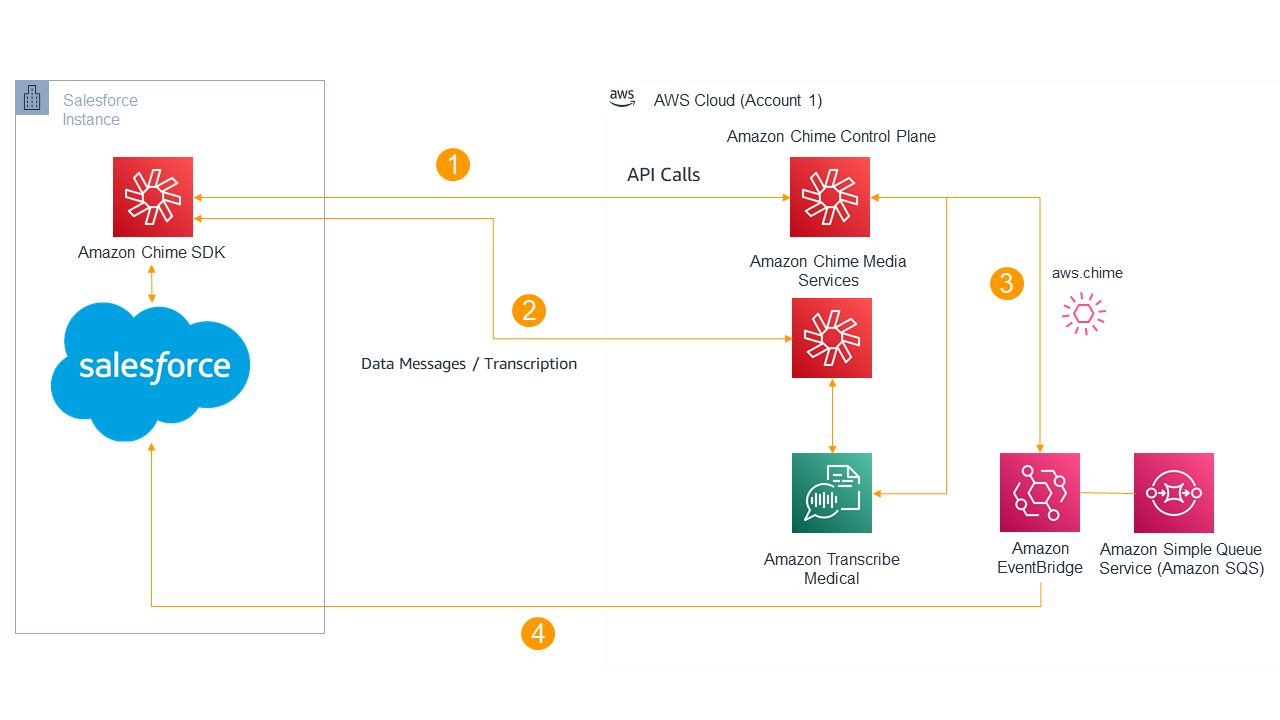 Salesforce
Instance
aws
AWS Cloud (Account 1)
Amazon Chime Control Plane
1
API Calls
Amazon Chime SDK
Amazon Chime Media
Services
3
aws.chime
2
salesforce
Data Messages / Transcription
Amazon Transcribe
Medical
Amazon
EventBridge
Amazon Simple Queue
Service (Amazon SQS)
4